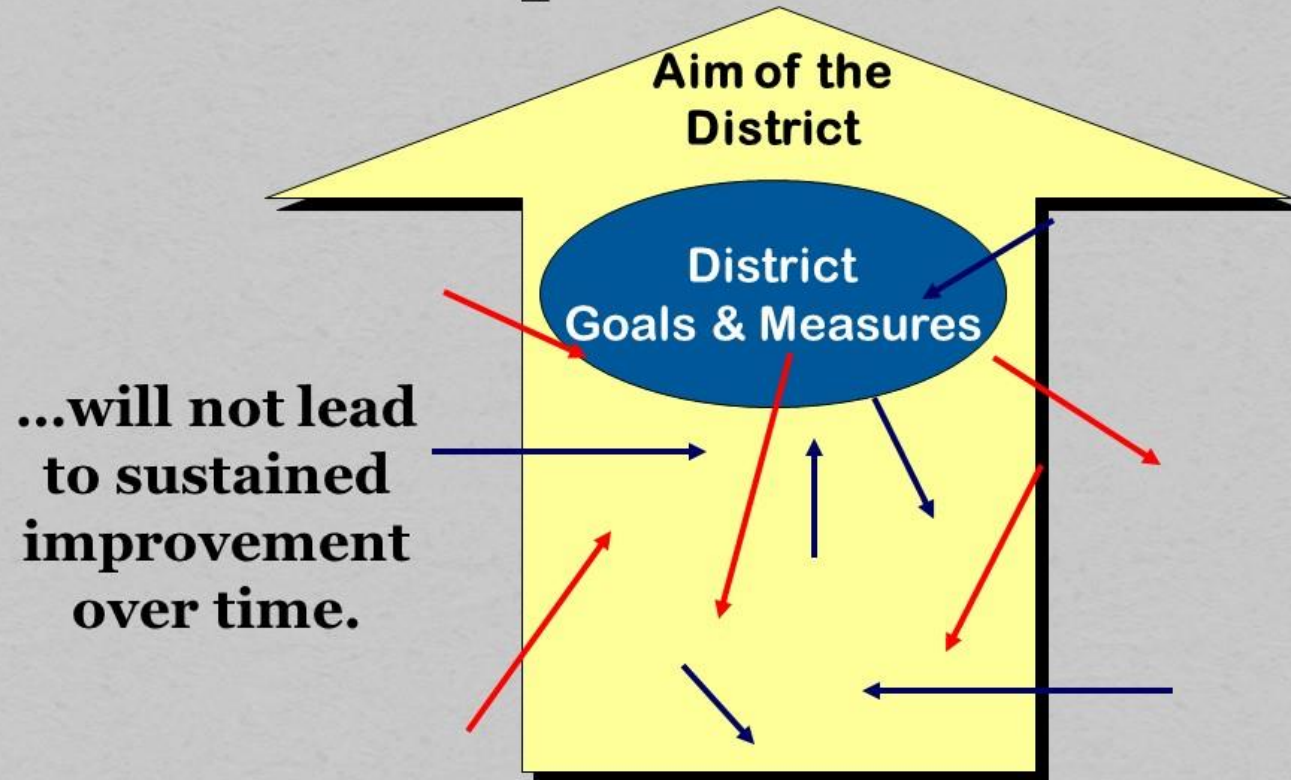 Aim of the
District
District
Goals & Measures
...will not lead
to sustained
improvement
over time.